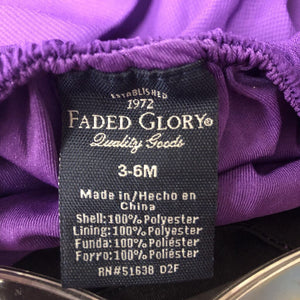 ESTABLISHED
1972
FADED GLORY®
Quality Goods
3-6M
Made in/Hecho en
China
Shell:100% Polyester
Lining:100% Polyester
Funda:100% Poliéster
Forro:100% Poliéster
RN#51638 D2F